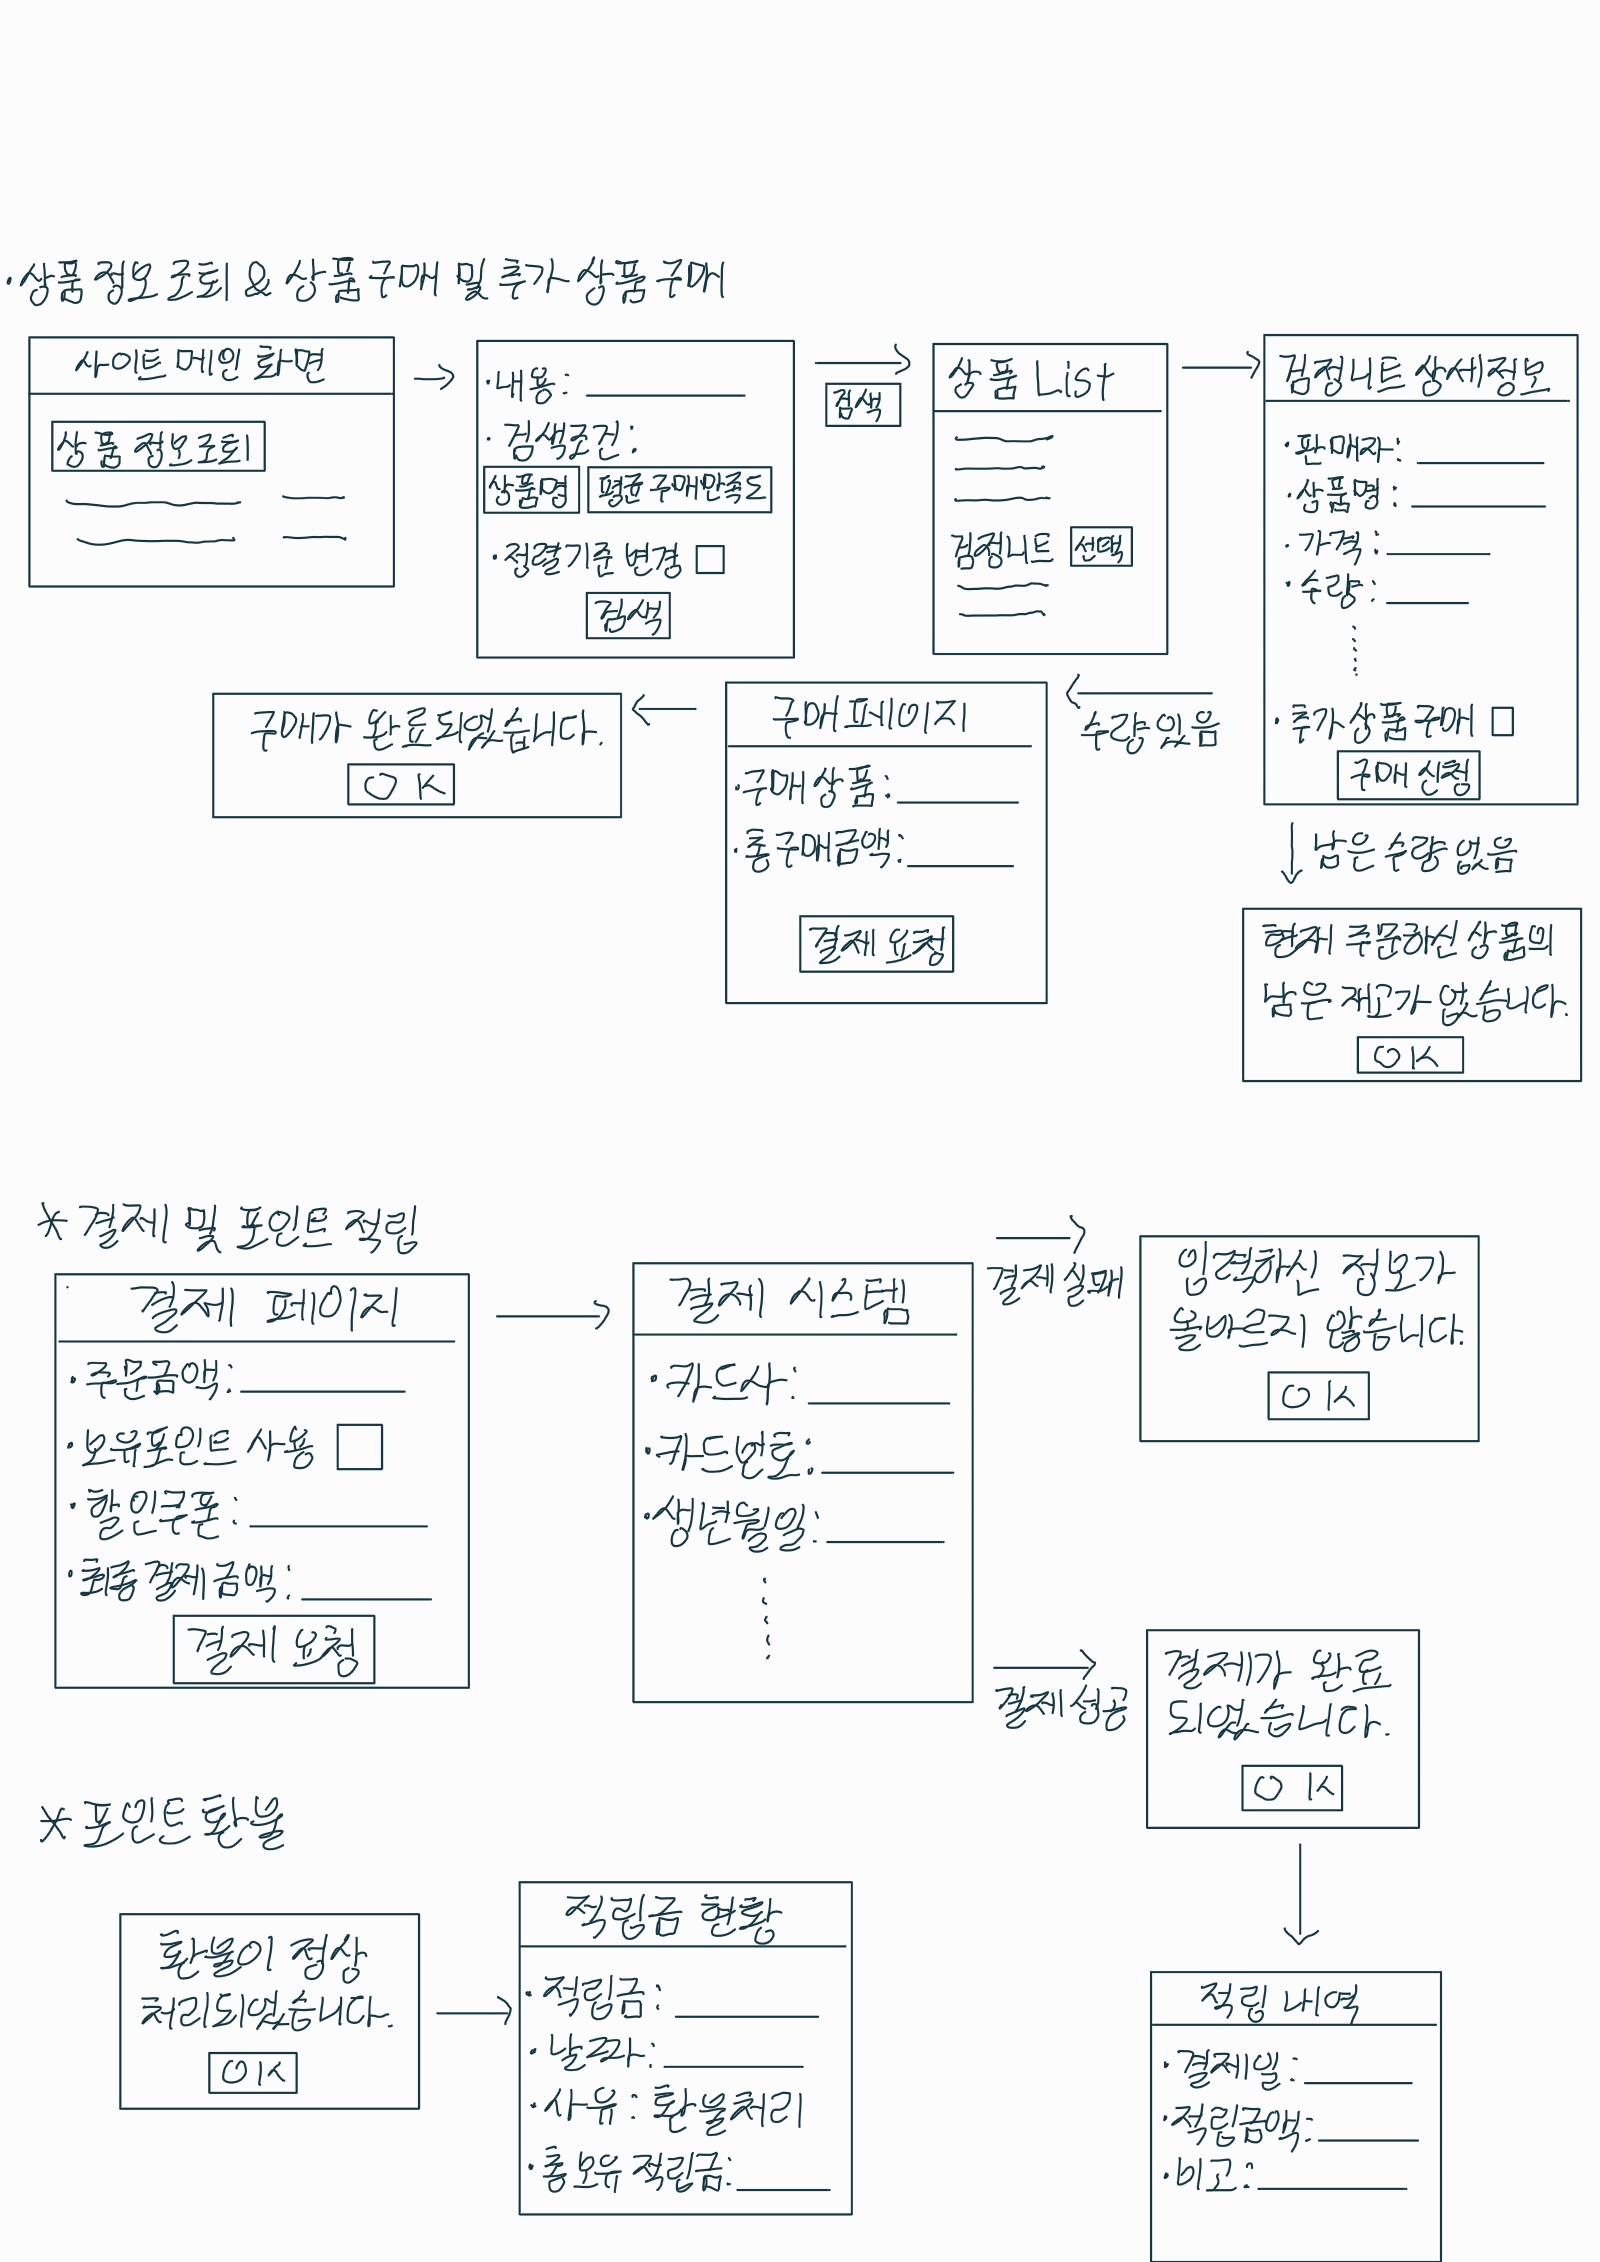 · 상품 정보 조회 & 상품 구매 및 추가 상품 구매
사이트 메인 화면
상품 정보조회
· 내용 :
· 검색조건 :
상품명 평균 구매만족도
· 정렬기준 변경
검색
검색
상품 List
검정니트 선택
검정니트 상세정보
· 판매자 :
· 상품명 :
· 가격 :
· 수량 :
· 추가 상품 구매
구매 신청
수량 있음
구매 페이지
· 구매 상품 :
· 총 구매금액 :
결제 요청
구매가 완료되었습니다.
OK
남은 수량 없음
현재 주문하신 상품의
남은 재고가 없습니다.
OK
* 결제 및 포인트 적립
결제 페이지
· 주문금액 :
· 보유포인트 사용
· 할인쿠폰 :
· 최종 결제 금액 :
결제 요청
결제 시스템
· 카드사 :
· 카드번호 :
· 생년월일 :
결제 실패
입력하신 정보가
올바르지 않습니다.
OK
결제 성공
결제가 완료
되었습니다.
OK
적립 내역
· 결제일 :
· 적립금액 :
· 비고 :
* 포인트 환불
환불이 정상
처리되었습니다.
OK
적립금 현황
· 적립금 :
· 날짜 :
· 사유 : 환불처리
· 총 보유 적립금 :